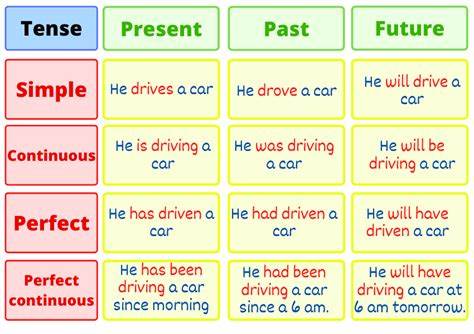 Tense
Present
Past
Future
Simple
He drives a car
He drove a car
He will drive a
car
Continuous
He is driving a
car
He was driving
a car
He will be
driving a car
Perfect
He has driven a
car
He had driven a
car
He will have
driven a car
Perfect
continuous
He has been
driving a car
since morning
He had been
driving a car
since a 6 am.
He will have
driving a car at
6 am tomorrow.